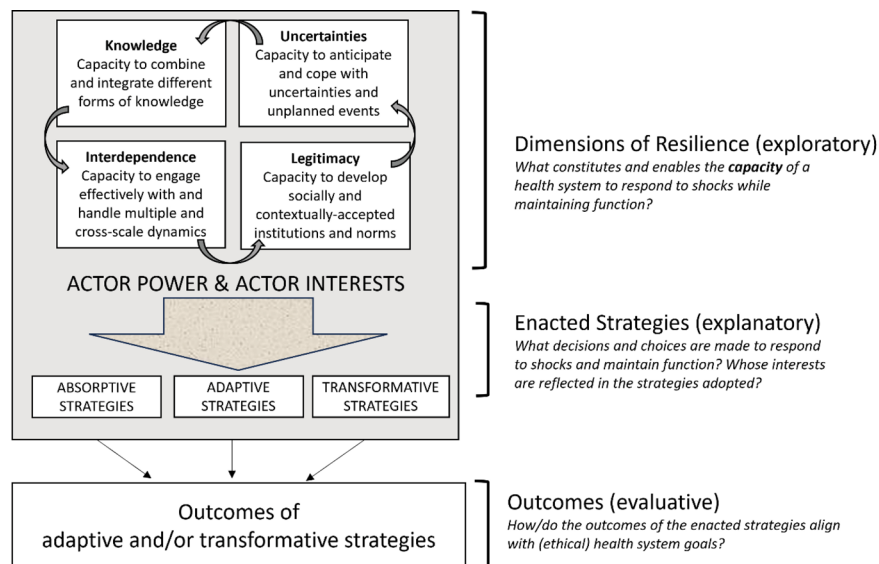 Knowledge
Capacity to combine
and integrate different
forms of knowledge
Uncertainties
Capacity to anticipate
and cope with
uncertainties and
unplanned events
Interdependence
Capacity to engage
effectively with and
handle multiple and
cross-scale dynamics
Legitimacy
Capacity to develop
socially and
contextually-accepted
institutions and norms
ACTOR POWER & ACTOR INTERESTS
ABSORPTIVE
STRATEGIES
ADAPTIVE
STRATEGIES
TRANSFORMATIVE
STRATEGIES
Outcomes of
adaptive and/or transformative strategies
Dimensions of Resilience (exploratory)
What constitutes and enables the capacity of a
health system to respond to shocks while
maintaining function?
Enacted Strategies (explanatory)
What decisions and choices are made to respond
to shocks and maintain function? Whose interests
are reflected in the strategies adopted?
Outcomes (evaluative)
How/do the outcomes of the enacted strategies align
with (ethical) health system goals?